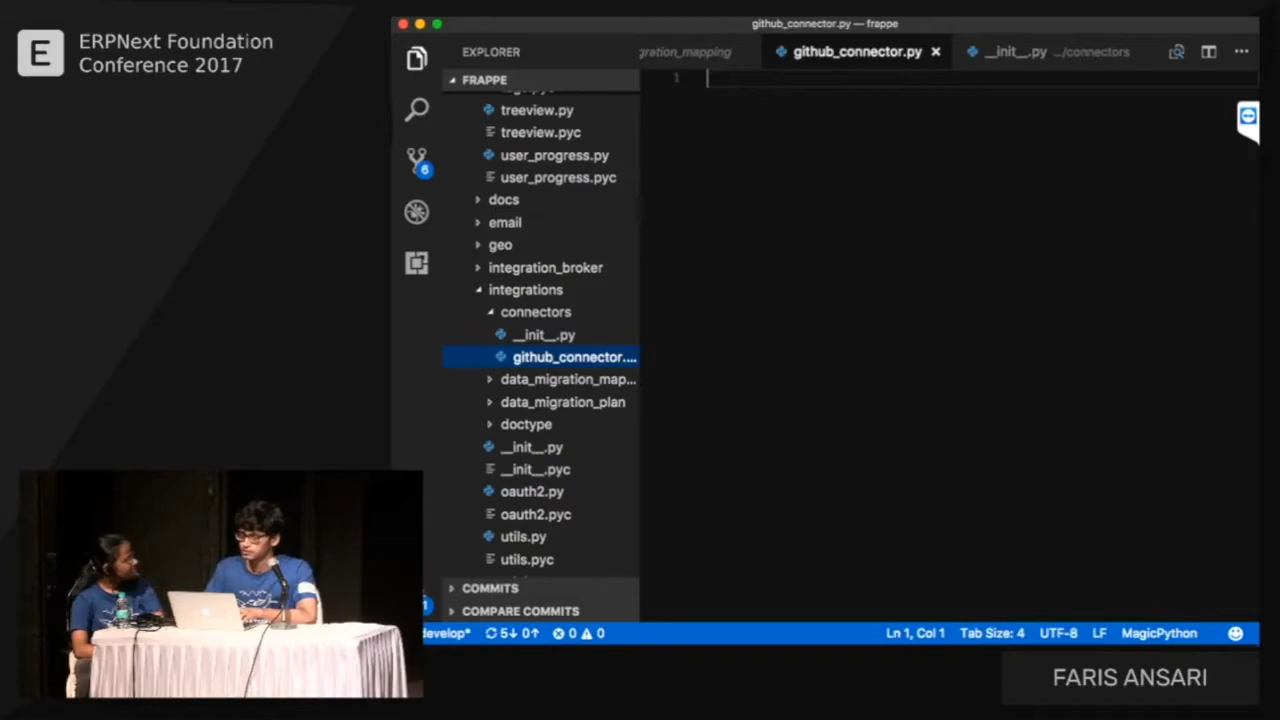 E
ERPNext Foundation
Conference 2017
github_connector.py — frappe
EXPLORER
gration_mapping
github_connector.py
__init__.py .../connectors
FRAPPE
1
treeview.py
treeview.pyc
user_progress.py
user_progress.pyc
6
docs
email
geo
integration_broker
integrations
connectors
__init__.py
github_connector....
data_migration_map...
data_migration_plan
doctype
__init__.py
__init__.pyc
oauth2.py
oauth2.pyc
utils.py
utils.pyc
COMMITS
1
COMPARE COMMITS
develop* 5↓ 0↑ 0 0
Ln 1, Col 1 Tab Size: 4 UTF-8 LF MagicPython
FARIS ANSARI